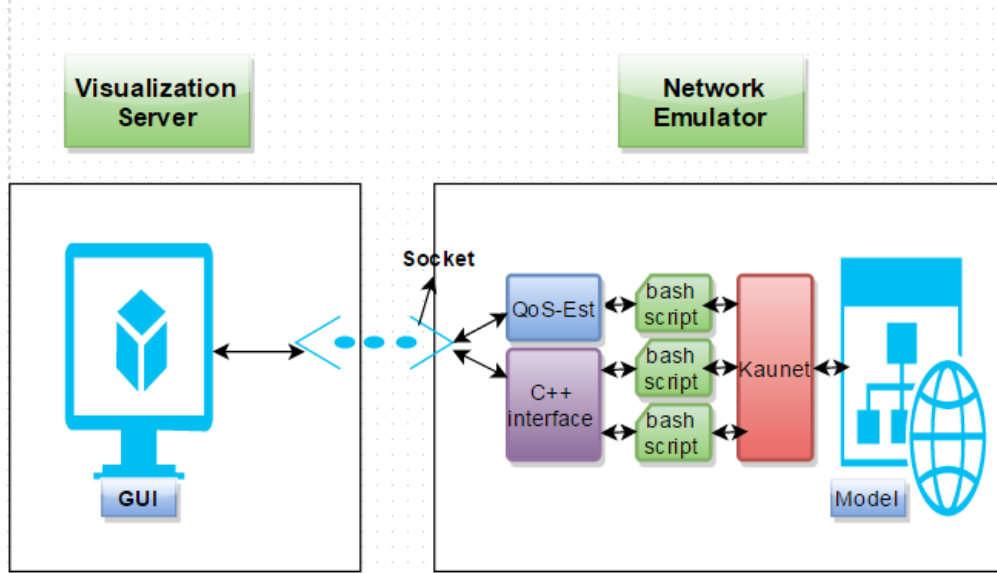 Visualization
Server
Network
Emulator
Socket
QoS-Est
bash
script
C++
interface
bash
script
bash
script
Kaunet
GUI
Model